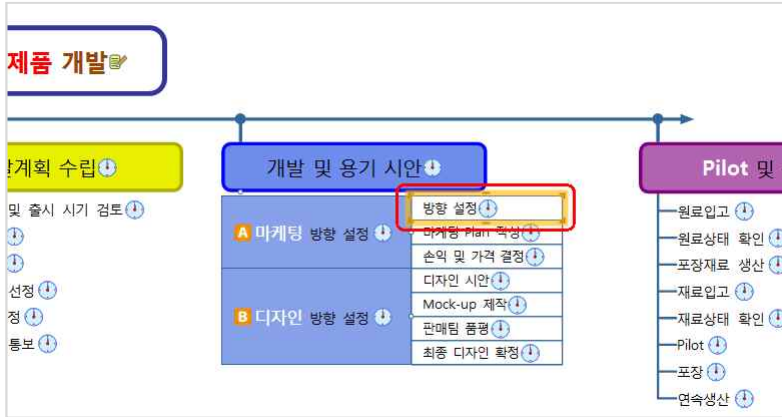 제품 개발
계획 수립
개발 및 용기 시안
Pilot 및
및 출시 시기 검토
선정
정
통보
A 마케팅 방향 설정
방향 설정
마케팅 Plan 작성
손익 및 가격 결정
B 디자인 방향 설정
디자인 시안
Mock-up 제작
판매팀 품평
최종 디자인 확정
원료입고
원료상태 확인
포장재료 생산
재료입고
재료상태 확인
Pilot
포장
연속생산